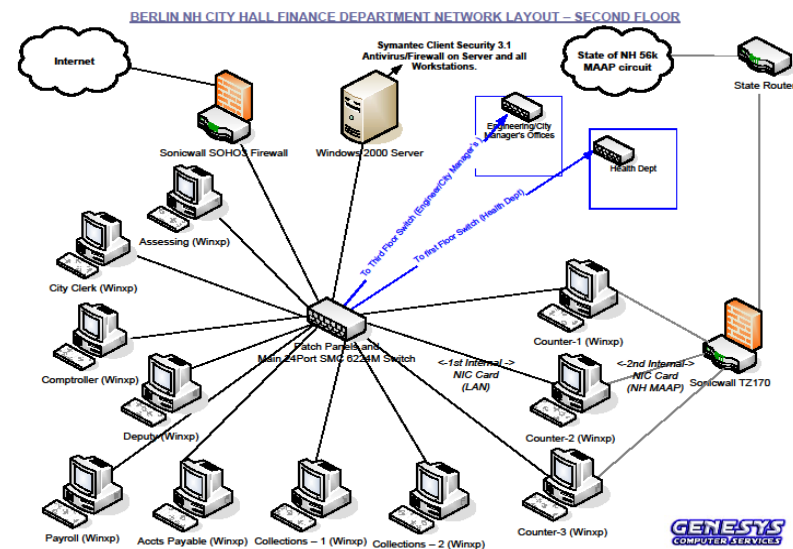 BERLIN NH CITY HALL FINANCE DEPARTMENT NETWORK LAYOUT – SECOND FLOOR
Internet
Symantec Client Security 3.1
Antivirus/Firewall on Server and all
Workstations.
State of NH 56k
MAAP circuit
State Router
Sonicwall SOHO3 Firewall
Windows 2000 Server
Engineering/City
Manager's Offices
Health Dept
To Third Floor Switch (Engineer/City Manager's)
To first Floor Switch (Health Dept)
Assessing (Winxp)
City Clerk (Winxp)
Comptroller (Winxp)
Deputy (Winxp)
Patch Panels and
Main 24Port SMC 6224M Switch
Counter-1 (Winxp)
<-1st Internal->
NIC Card
(LAN)
<-2nd Internal->
NIC Card
(NH MAAP)
Sonicwall TZ170
Counter-2 (Winxp)
Payroll (Winxp)
Accts Payable (Winxp)
Collections – 1 (Winxp)
Collections – 2 (Winxp)
Counter-3 (Winxp)
GENESYS
COMPUTER SERVICES